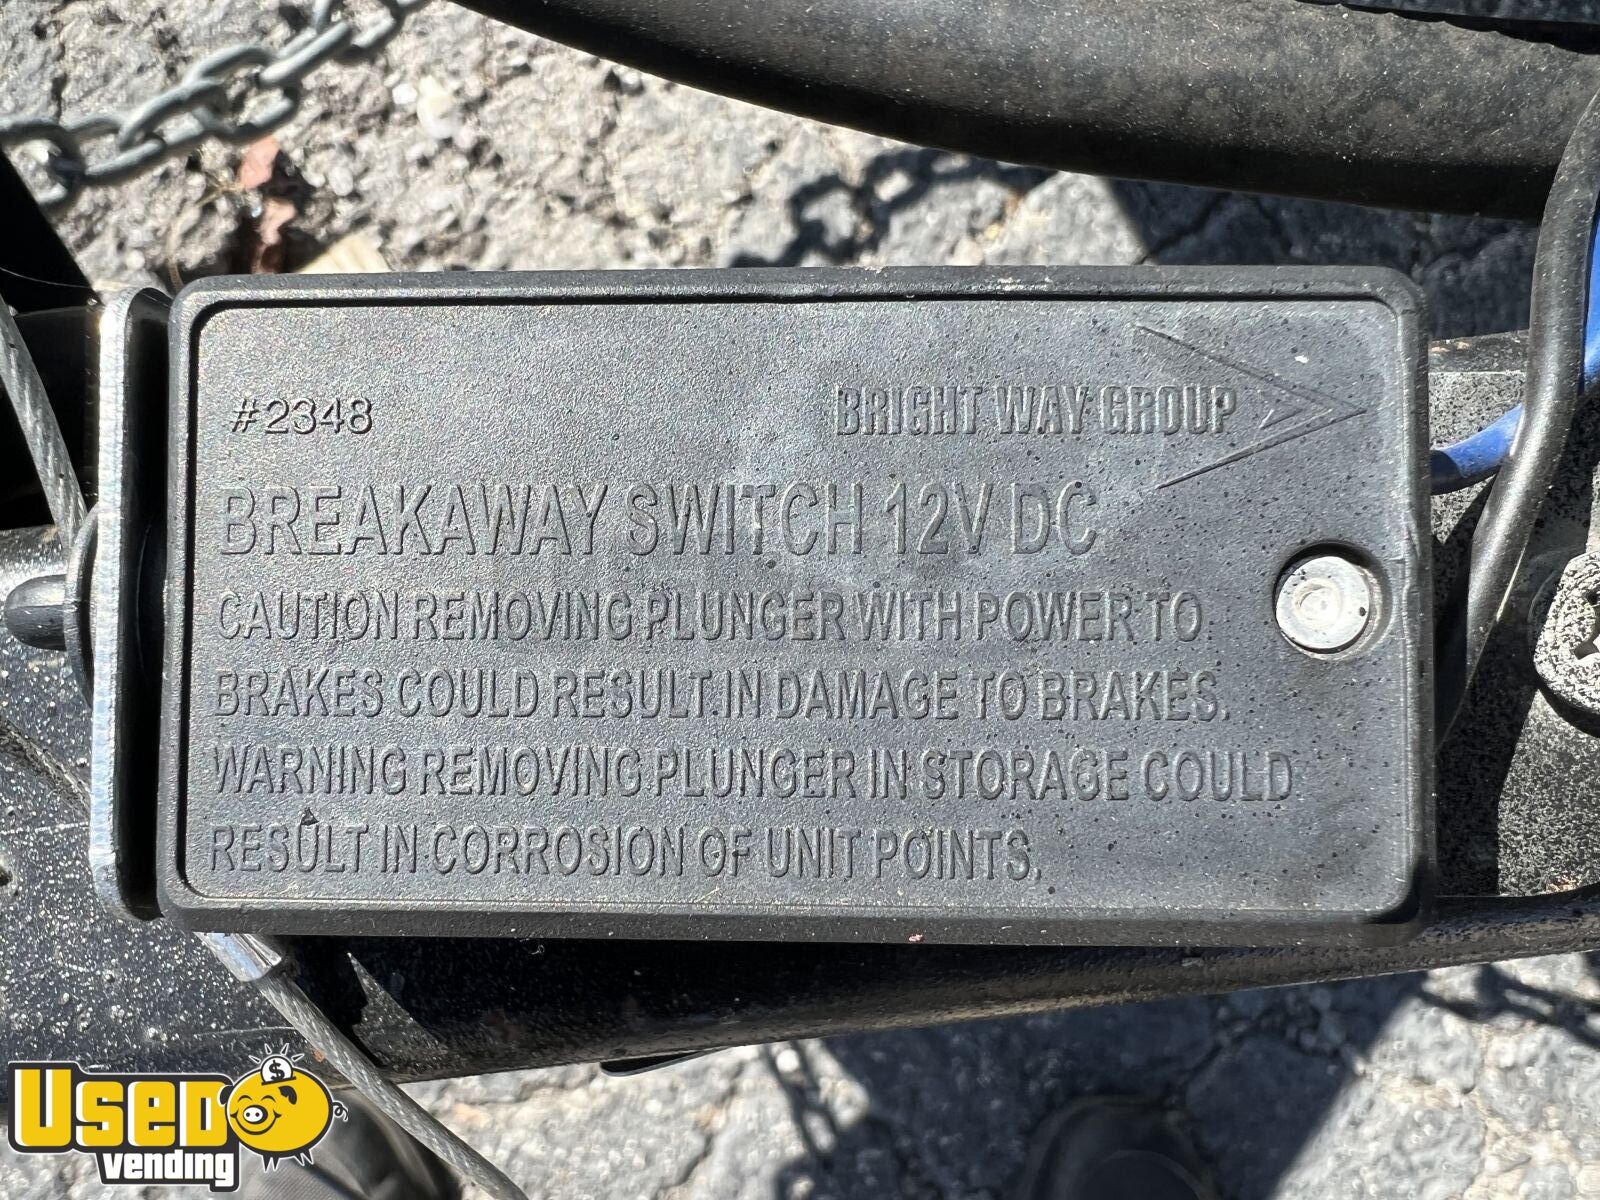 #2348
BRIGHT WAY GROUP
BREAKAWAY SWITCH 12V DC
CAUTION REMOVING PLUNGER WITH POWER TO
BRAKES COULD RESULT IN DAMAGE TO BRAKES.
WARNING REMOVING PLUNGER IN STORAGE COULD
RESULT IN CORROSION OF UNIT POINTS.
USED
vending
$